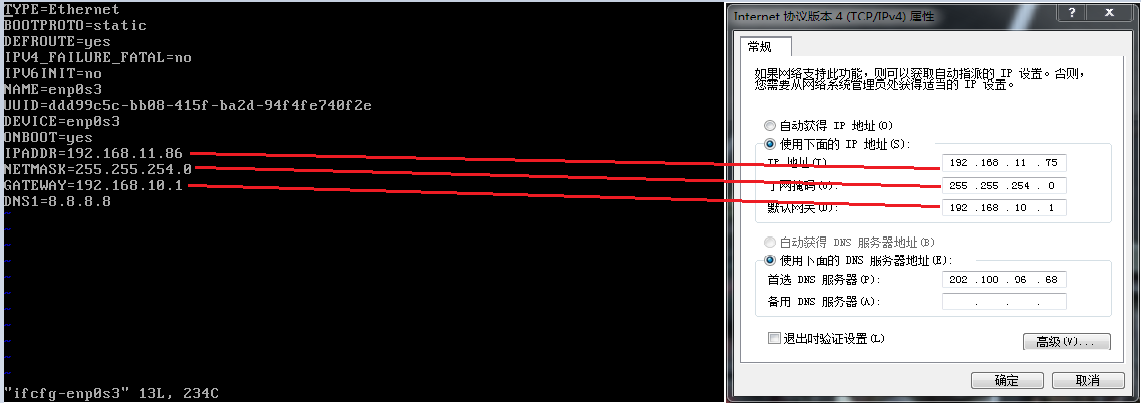 TYPE=Ethernet
BOOTPROTO=static
DEFROUTE=yes
IPV4_FAILURE_FATAL=no
IPV6INIT=no
NAME=enp0s3
UUID=ddd99c5c-bb08-415f-ba2d-94f4fe740f2e
DEVICE=enp0s3
ONBOOT=yes
IPADDR=192.168.11.86
NETMASK=255.255.254.0
GATEWAY=192.168.10.1
DNS1=8.8.8.8
~
~
~
~
~
~
~
~
~
~
~
"ifcfg-enp0s3" 13L, 234C
Internet 协议版本 4 (TCP/IPv4) 属性
? x
常规
如果网络支持此功能，则可以获取自动指派的 IP 设置。否则，
您需要从网络系统管理员处获得适当的 IP 设置。
自动获得 IP 地址(O)
使用下面的 IP 地址(S):
IP 地址(I) 192 .168 . 11 . 75
子网掩码(U): 255 .255 .254 . 0
默认网关(D): 192 .168 . 10 . 1
自动获得 DNS 服务器地址(B)
使用下面的 DNS 服务器地址(E):
首选 DNS 服务器(P): 202 .100 . 96 . 68
备用 DNS 服务器(A): . . .
退出时验证设置(L)
高级(V)...
确定 取消